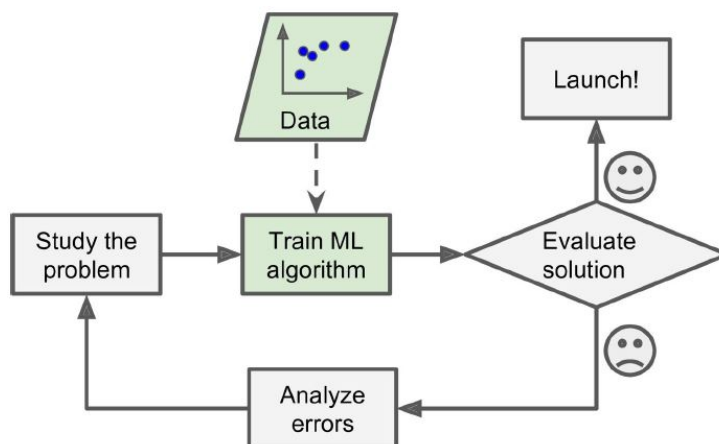 Data
Launch!
Study the
problem
Train ML
algorithm
Evaluate
solution
Analyze
errors